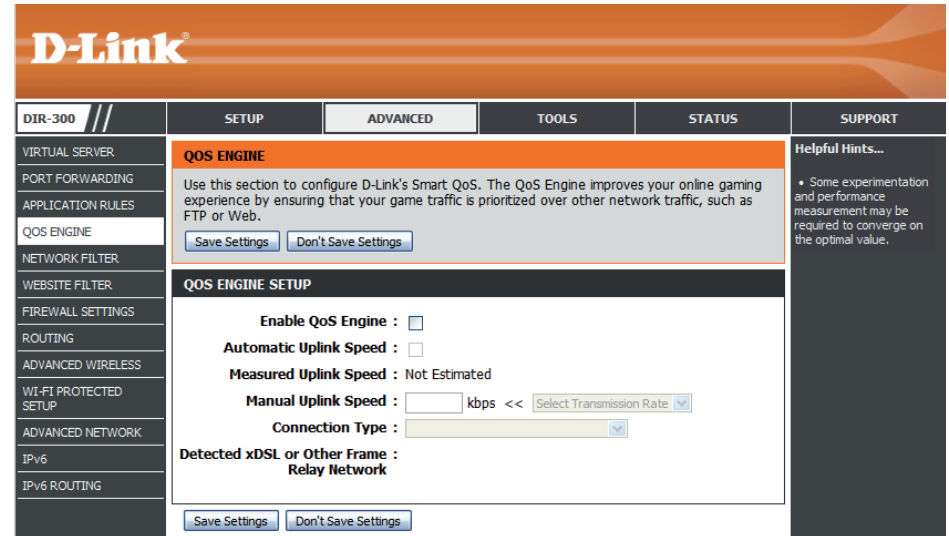 D-Link®
DIR-300
SETUP
ADVANCED
TOOLS
STATUS
SUPPORT
VIRTUAL SERVER
PORT FORWARDING
APPLICATION RULES
QOS ENGINE
NETWORK FILTER
WEBSITE FILTER
FIREWALL SETTINGS
ROUTING
ADVANCED WIRELESS
WI-FI PROTECTED
SETUP
ADVANCED NETWORK
IPv6
IPV6 ROUTING
QOS ENGINE
Use this section to configure D-Link's Smart QoS. The QoS Engine improves your online gaming
experience by ensuring that your game traffic is prioritized over other network traffic, such as
FTP or Web.
Save Settings Don't Save Settings
QOS ENGINE SETUP
Enable QoS Engine :
Automatic Uplink Speed :
Measured Uplink Speed : Not Estimated
Manual Uplink Speed : kbps << Select Transmission Rate
Connection Type :
Detected xDSL or Other Frame :
Relay Network
Save Settings Don't Save Settings
Helpful Hints...
• Some experimentation
and performance
measurement may be
required to converge on
the optimal value.